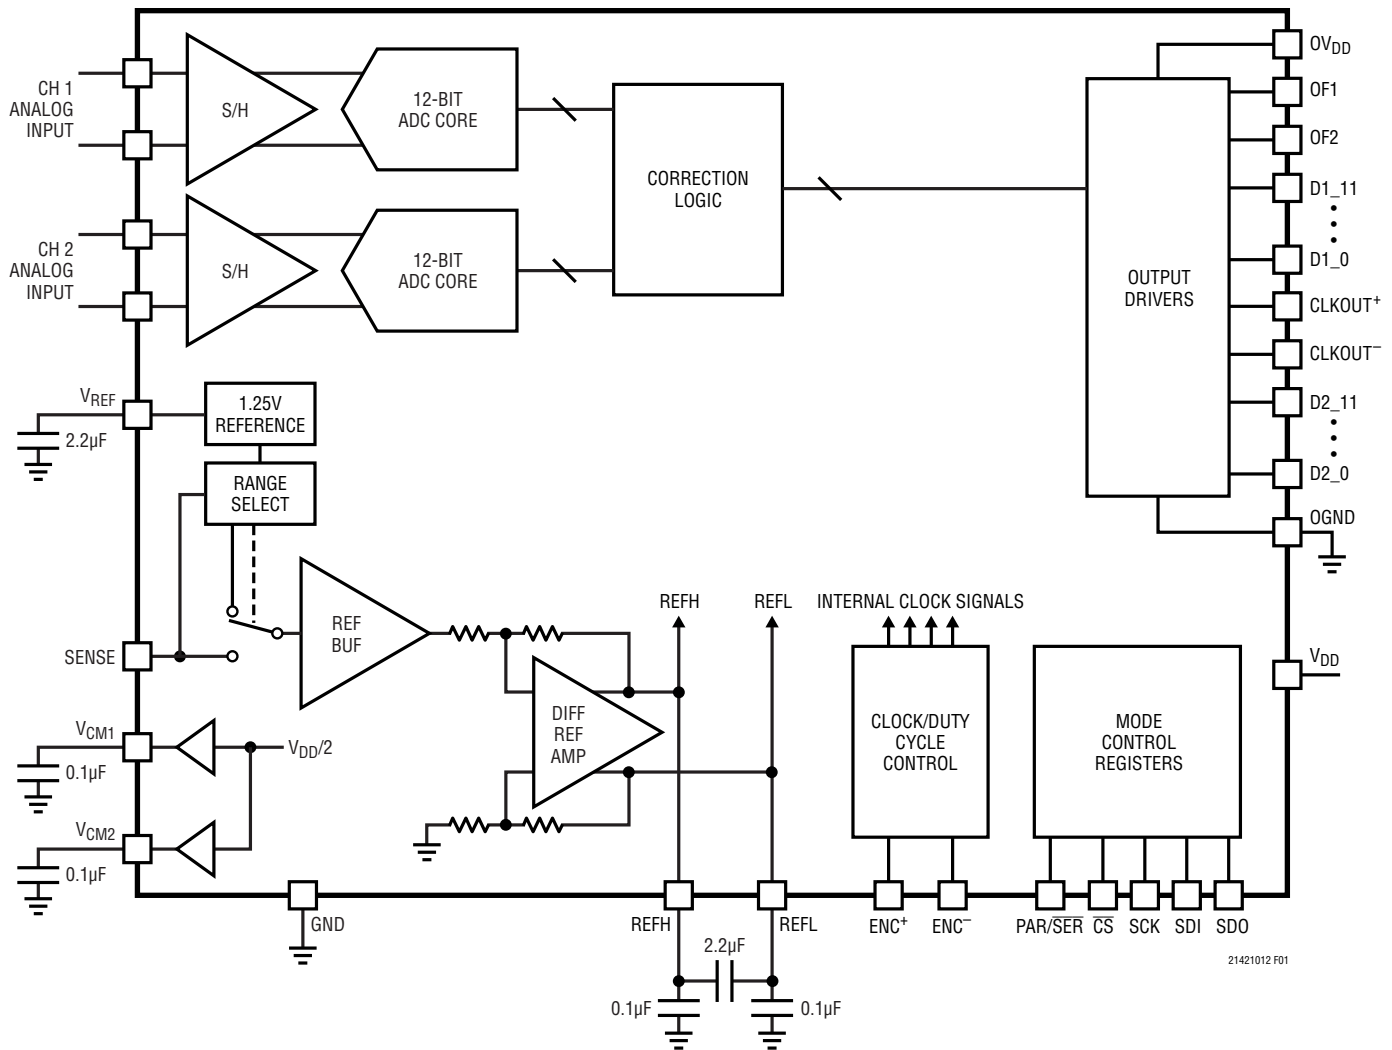 CH 1
ANALOG
INPUT
S/H
12-BIT
ADC CORE
CORRECTION
LOGIC
CH 2
ANALOG
INPUT
S/H
12-BIT
ADC CORE
OUTPUT
DRIVERS
OVDD
OF1
OF2
D1_11
D1_0
CLKOUT+
CLKOUT–
D2_11
D2_0
OGND
VDD
VREF
2.2µF
1.25V
REFERENCE
RANGE
SELECT
SENSE
REF
BUF
VCM1
0.1µF
VDD/2
VCM2
0.1µF
DIFF
REF
AMP
REFH
REFL
INTERNAL CLOCK SIGNALS
CLOCK/DUTY
CYCLE
CONTROL
MODE
CONTROL
REGISTERS
GND
REFH
REFL
2.2µF
0.1µF
0.1µF
ENC+
ENC–
PAR/S̅E̅R̅
C̅S̅
SCK
SDI
SDO
21421012 F01